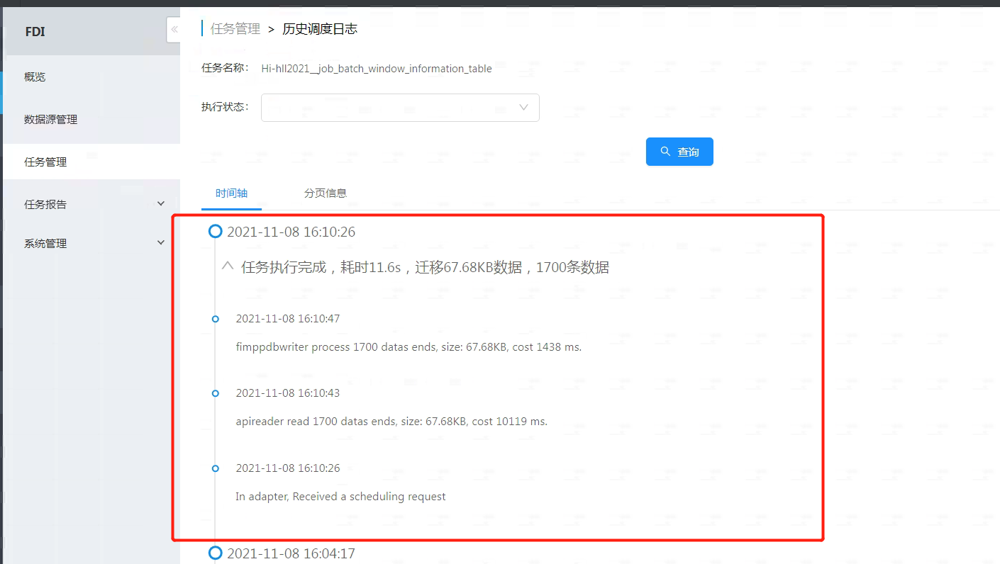 FDI
概览
数据源管理
任务管理
任务报告
系统管理
任务管理 > 历史调度日志
任务名称： Hi-hll2021__job_batch_window_information_table
执行状态：
查询
时间轴 分页信息
2021-11-08 16:10:26
任务执行完成，耗时11.6s，迁移67.68KB数据，1700条数据
2021-11-08 16:10:47
fimppdbwriter process 1700 datas ends, size: 67.68KB, cost 1438 ms.
2021-11-08 16:10:43
apireader read 1700 datas ends, size: 67.68KB, cost 10119 ms.
2021-11-08 16:10:26
In adapter, Received a scheduling request
2021-11-08 16:04:17